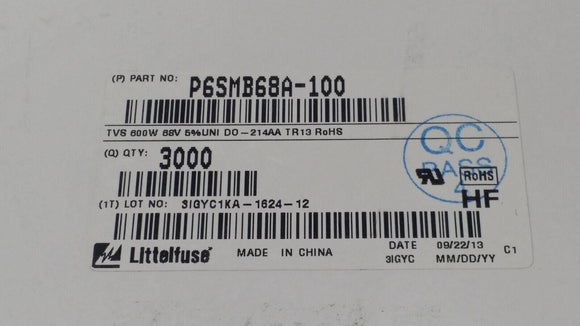 (P) PART NO: P6SMB68A-100
TVS 600W 68V 5%UNI DO-214AA TR13 RoHS
(Q) QTY: 3000
QC
PASS
RoHS
HF
(1T) LOT NO: 3IGYC1KA-1624-12
Littelfuse® MADE IN CHINA
DATE 09/22/13 C1
3IGYC MM/DD/YY